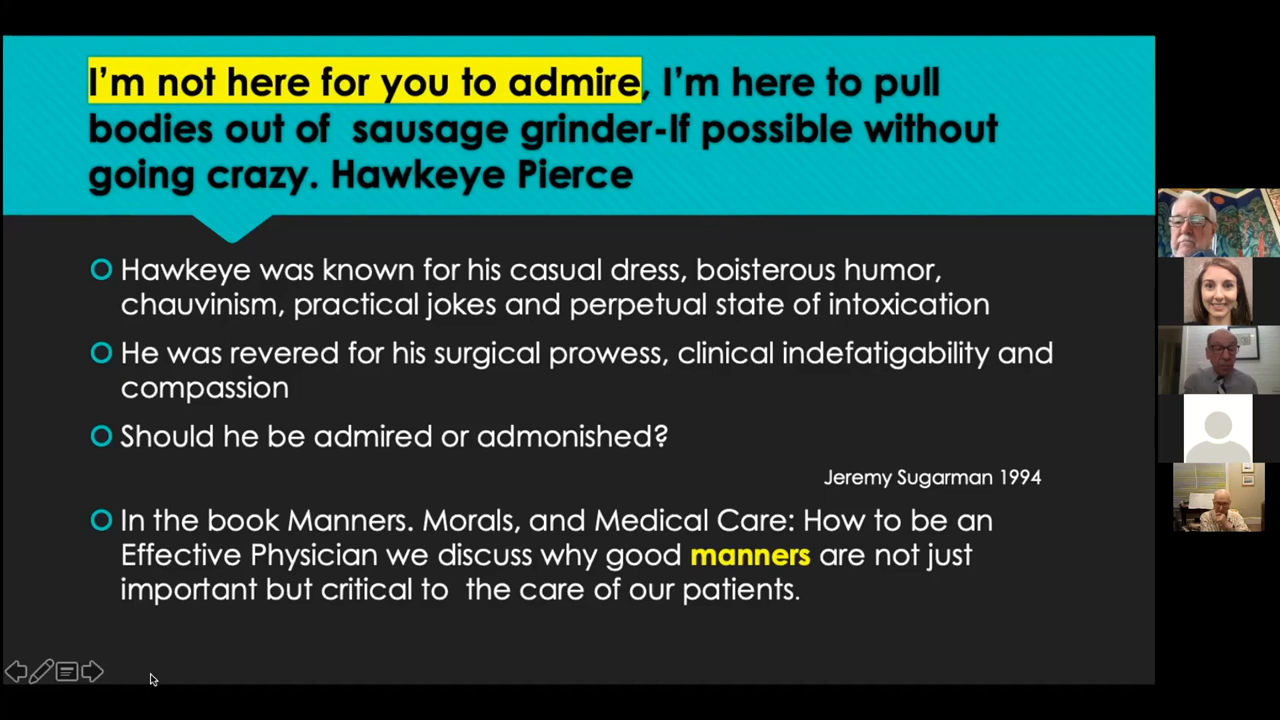 I'm not here for you to admire, I'm here to pull
bodies out of  sausage grinder-If possible without
going crazy. Hawkeye Pierce
Hawkeye was known for his casual dress, boisterous humor,
chauvinism, practical jokes and perpetual state of intoxication
He was revered for his surgical prowess, clinical indefatigability and
compassion
Should he be admired or admonished?
Jeremy Sugarman 1994
In the book Manners. Morals, and Medical Care: How to be an
Effective Physician we discuss why good manners are not just
important but critical to  the care of our patients.